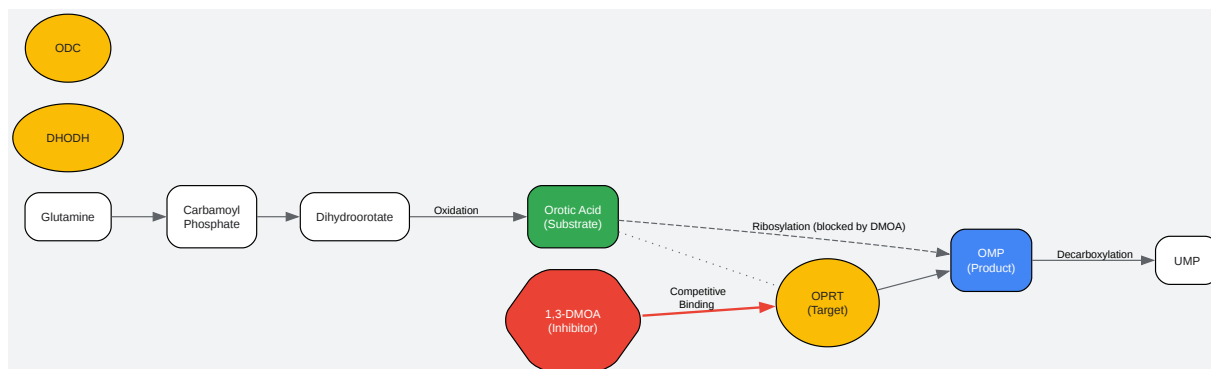 ODC
DHODH
Glutamine
Carbamoyl
Phosphate
Dihydroorotate
Oxidation
Orotic Acid
(Substrate)
Ribosylation (blocked by DMOA)
OMP
(Product)
Decarboxylation
UMP
1,3-DMOA
(Inhibitor)
Competitive
Binding
OPRT
(Target)